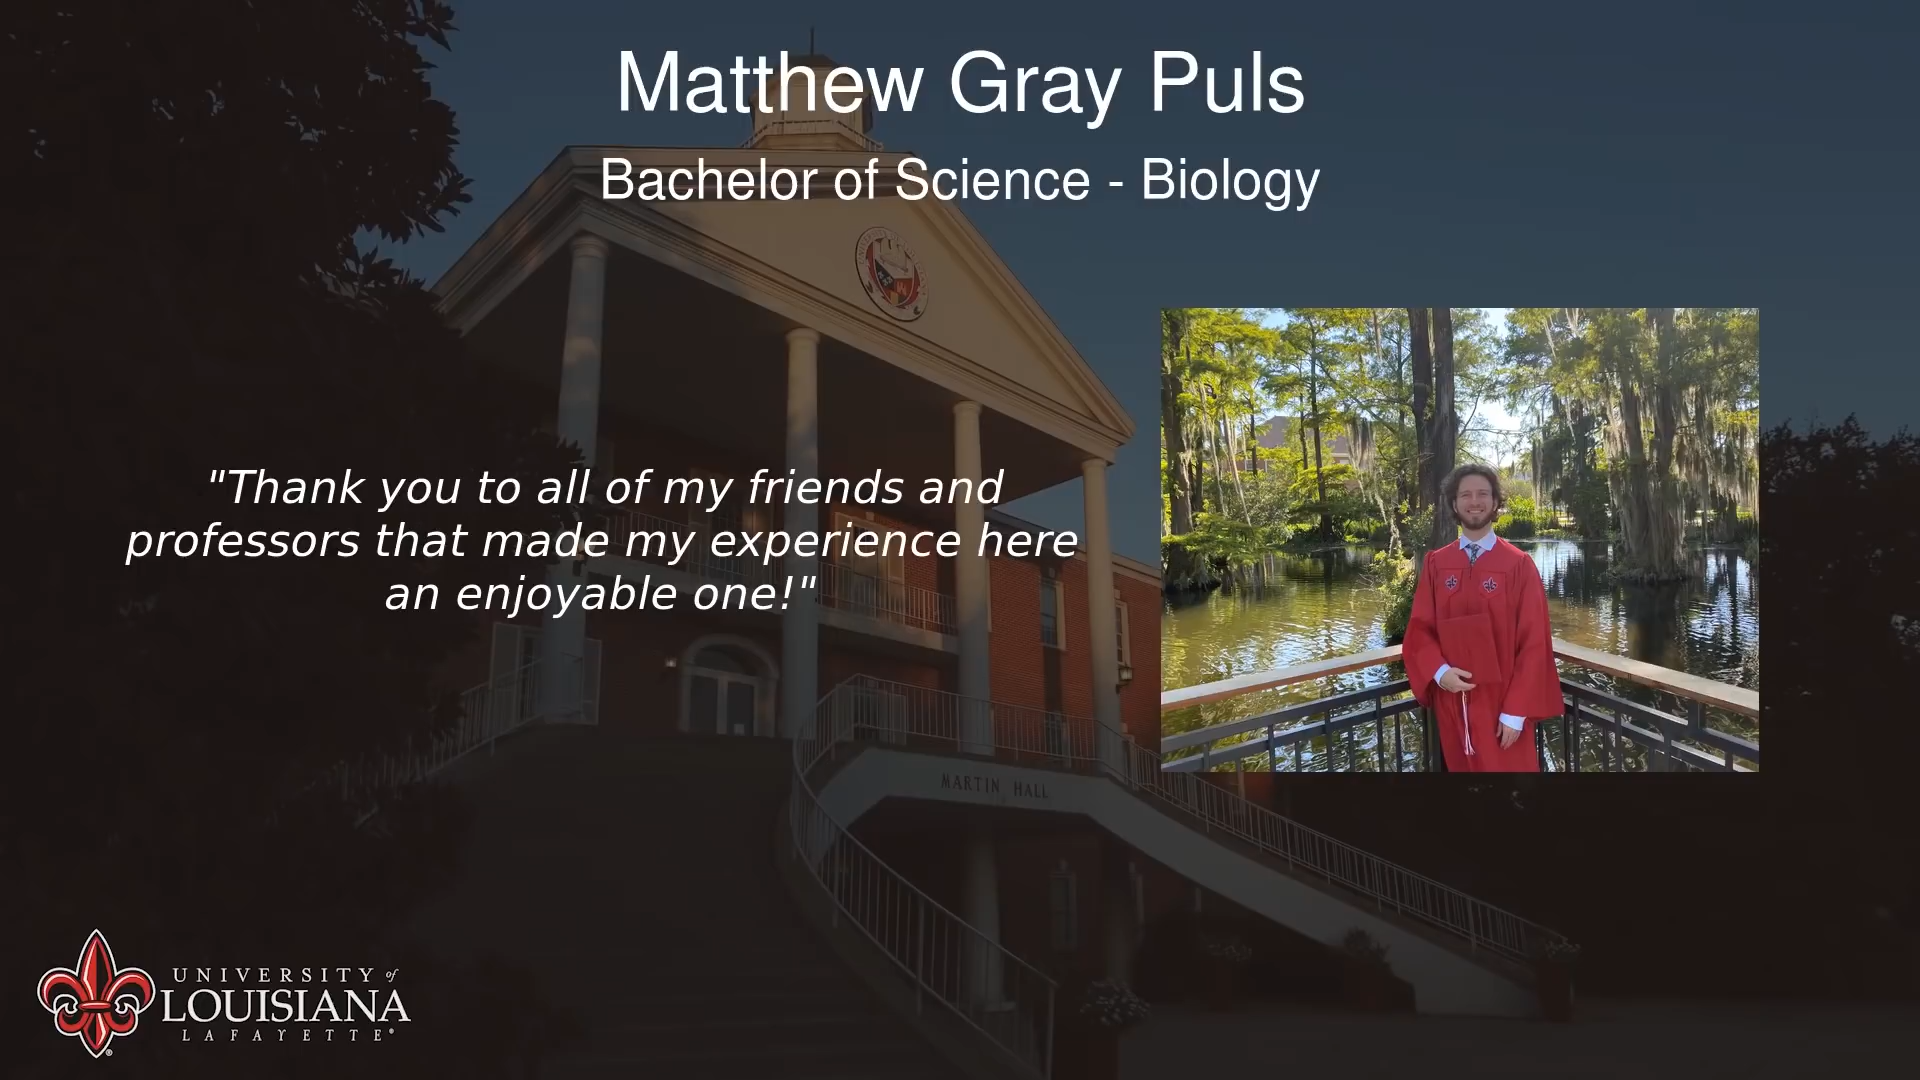 Matthew Gray Puls
Bachelor of Science - Biology
"Thank you to all of my friends and
professors that made my experience here
an enjoyable one!"
MARTIN HALL
UNIVERSITY of
LOUISIANA
LAFAYETTE®
®